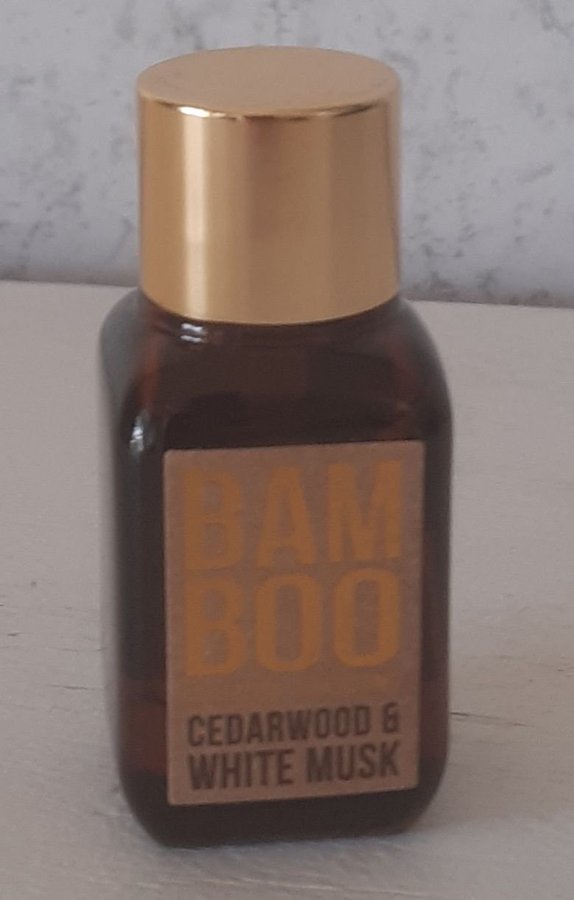 BAM
BOO
CEDARWOOD &
WHITE MUSK